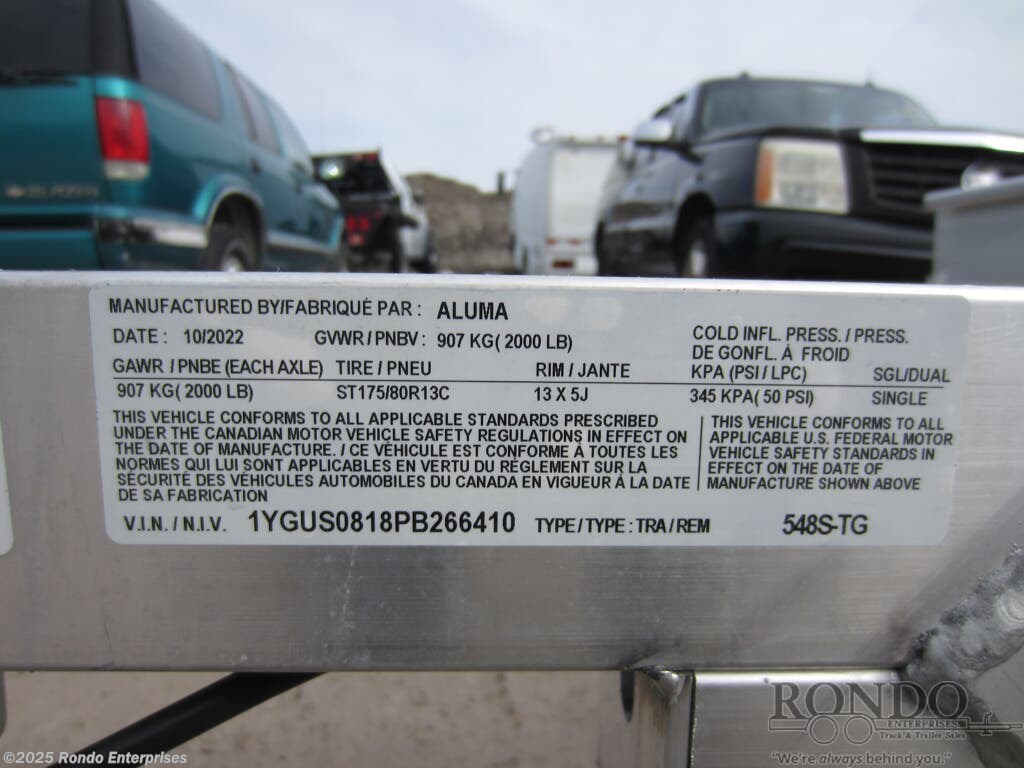 BLAZER
MANUFACTURED BY/FABRIQUÉ PAR : ALUMA
DATE : 10/2022 GVWR / PNBV : 907 KG( 2000 LB)
COLD INFL. PRESS. / PRESS.
DE GONFL. À FROID
GAWR / PNBE (EACH AXLE) TIRE / PNEU RIM / JANTE KPA (PSI / LPC) SGL/DUAL
907 KG( 2000 LB) ST175/80R13C 13 X 5J 345 KPA( 50 PSI) SINGLE
THIS VEHICLE CONFORMS TO ALL APPLICABLE STANDARDS PRESCRIBED
UNDER THE CANADIAN MOTOR VEHICLE SAFETY REGULATIONS IN EFFECT ON
THE DATE OF MANUFACTURE. / CE VÉHICULE EST CONFORME À TOUTES LES
NORMES QUI LUI SONT APPLICABLES EN VERTU DU RÈGLEMENT SUR LA
SÉCURITÉ DES VÉHICULES AUTOMOBILES DU CANADA EN VIGUEUR À LA DATE
DE SA FABRICATION
THIS VEHICLE CONFORMS TO ALL
APPLICABLE U.S. FEDERAL MOTOR
VEHICLE SAFETY STANDARDS IN
EFFECT ON THE DATE OF
MANUFACTURE SHOWN ABOVE
V.I.N. / N.I.V. 1YGUS0818PB266410 TYPE / TYPE : TRA / REM 548S-TG
RONDO
ENTERPRISES
Truck & Trailer Sales
"We're always behind you."
©2025 Rondo Enterprises